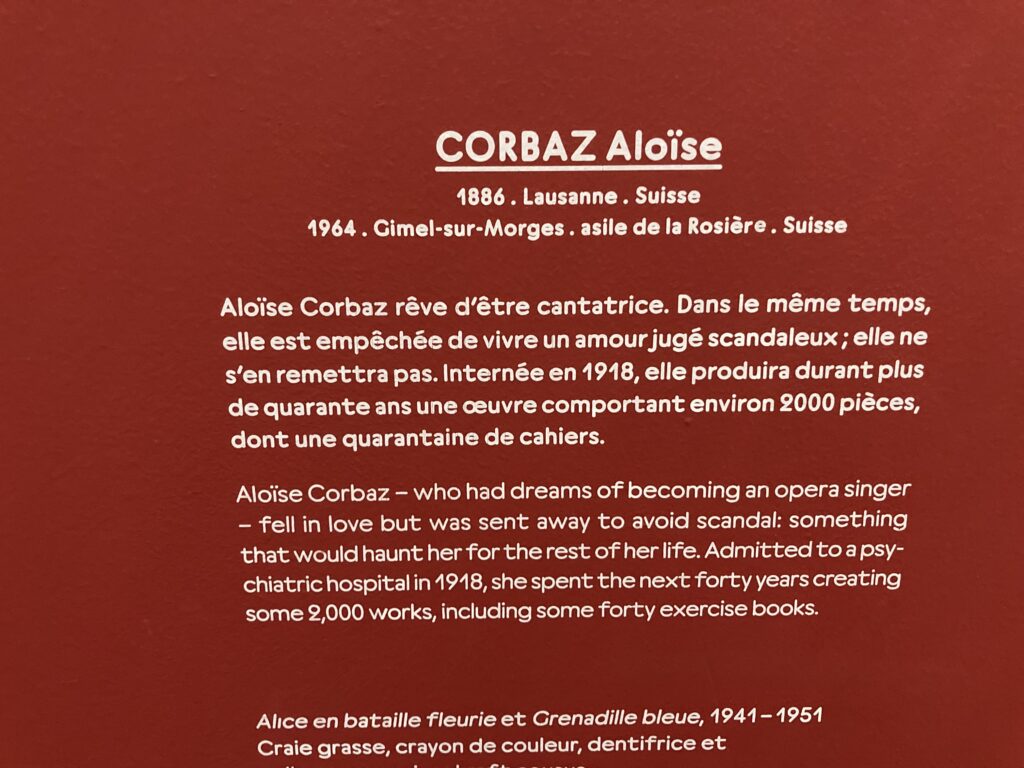 CORBAZ Aloïse
1886 . Lausanne . Suisse
1964 . Gimel-sur-Morges . asile de la Rosière . Suisse
Aloïse Corbaz rêve d'être cantatrice. Dans le même temps,
elle est empêchée de vivre un amour jugé scandaleux ; elle ne
s'en remettra pas. Internée en 1918, elle produira durant plus
de quarante ans une œuvre comportant environ 2000 pièces,
dont une quarantaine de cahiers.
Aloïse Corbaz – who had dreams of becoming an opera singer
– fell in love but was sent away to avoid scandal: something
that would haunt her for the rest of her life. Admitted to a psy-
chiatric hospital in 1918, she spent the next forty years creating
some 2,000 works, including some forty exercise books.
Alice en bataille fleurie et Grenadille bleue, 1941 – 1951
Craie grasse, crayon de couleur, dentifrice et